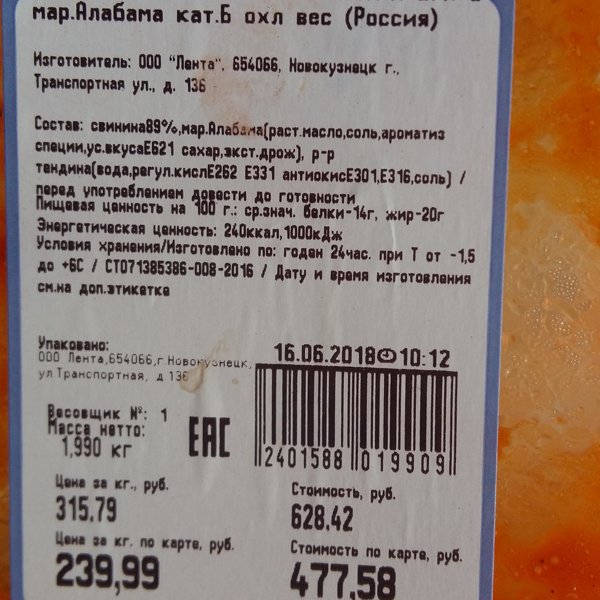 мар.Алабама кат.Б охл вес (Россия)
Изготовитель: ООО "Лента", 654066, Новокузнецк г.,
Транспортная ул., д. 136
Состав: свинина89%,мар.Алабама(раст.масло,соль,ароматиз
специи,ус.вкусаЕ621 сахар,экст.дрож), р-р
тендина(вода,регул.кислЕ262 Е331 антиокисЕ301,Е316,соль) /
перед употреблением довести до готовности
Пищевая ценность на 100 г.: ср.знач. белки-14г, жир-20г
Энергетическая ценность: 240ккал,1000кДж
Условия хранения/Изготовлено по: годен 24час. при Т от -1,5
до +6С / СТ071385386-008-2016 / Дату и время изготовления
см.на доп.этикетке
Упаковано:
ООО Лента,654066,г.Новокузнецк,
ул.Транспортная, д 136
16.06.2018 10:12
Весовщик №: 1
Масса нетто:
1,990 кг
ЕАС
2401588 019909
Цена за кг., руб.
315,79
Стоимость, руб.
628,42
Цена за кг. по карте, руб.
239,99
Стоимость по карте, руб.
477,58